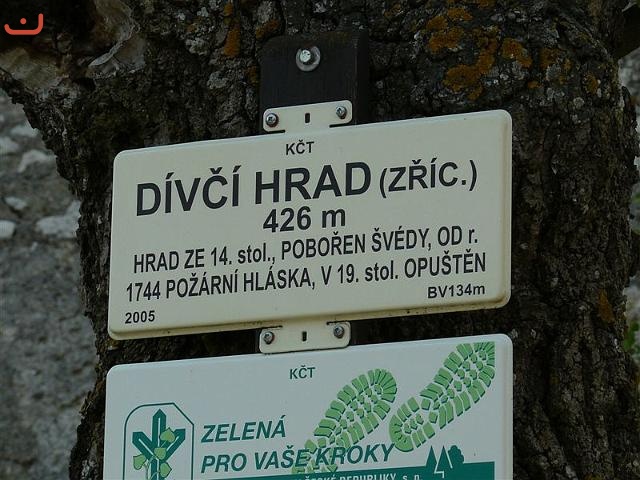 KČT
DÍVČÍ HRAD (ZŘÍC.)
426 m
HRAD ZE 14. stol., POBOŘEN ŠVÉDY, OD r.
1744 POŽÁRNÍ HLÁSKA, V 19. stol. OPUŠTĚN
2005 BV134m
KČT
ZELENÁ
PRO VAŠE KROKY
REPUBLIKY, s. p.